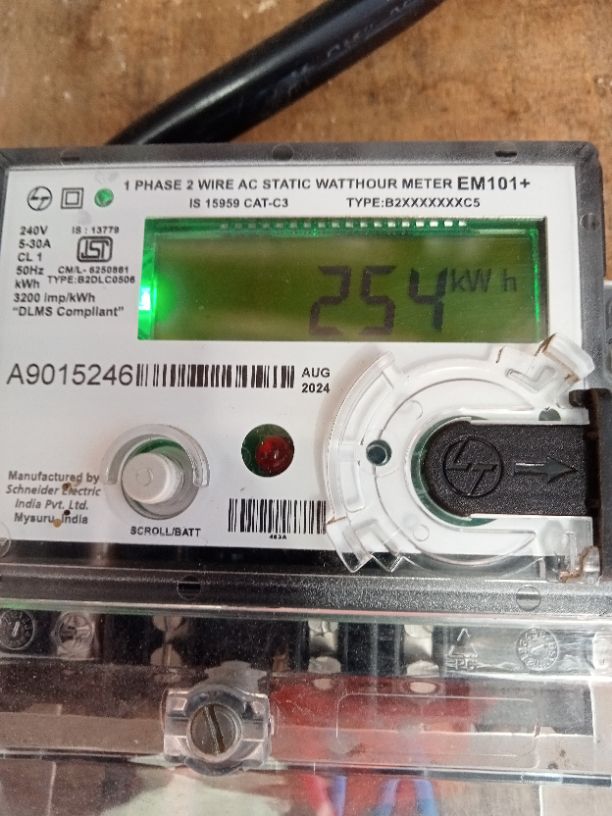 1 PHASE 2 WIRE AC STATIC WATTHOUR METER EM101+
IS 15959 CAT-C3 TYPE:B2XXXXXXXC5
240V
5-30A
CL 1
50Hz
kWh
3200 Imp/kWh
"DLMS Compliant"
IS : 13779
ISI
CM/L- 6250861
TYPE:B2DLC0506
254 kWh
A9015246
AUG
2024
Manufactured by
Schneider Electric
India Pvt. Ltd.
Mysuru India
SCROLL/BATT
LT